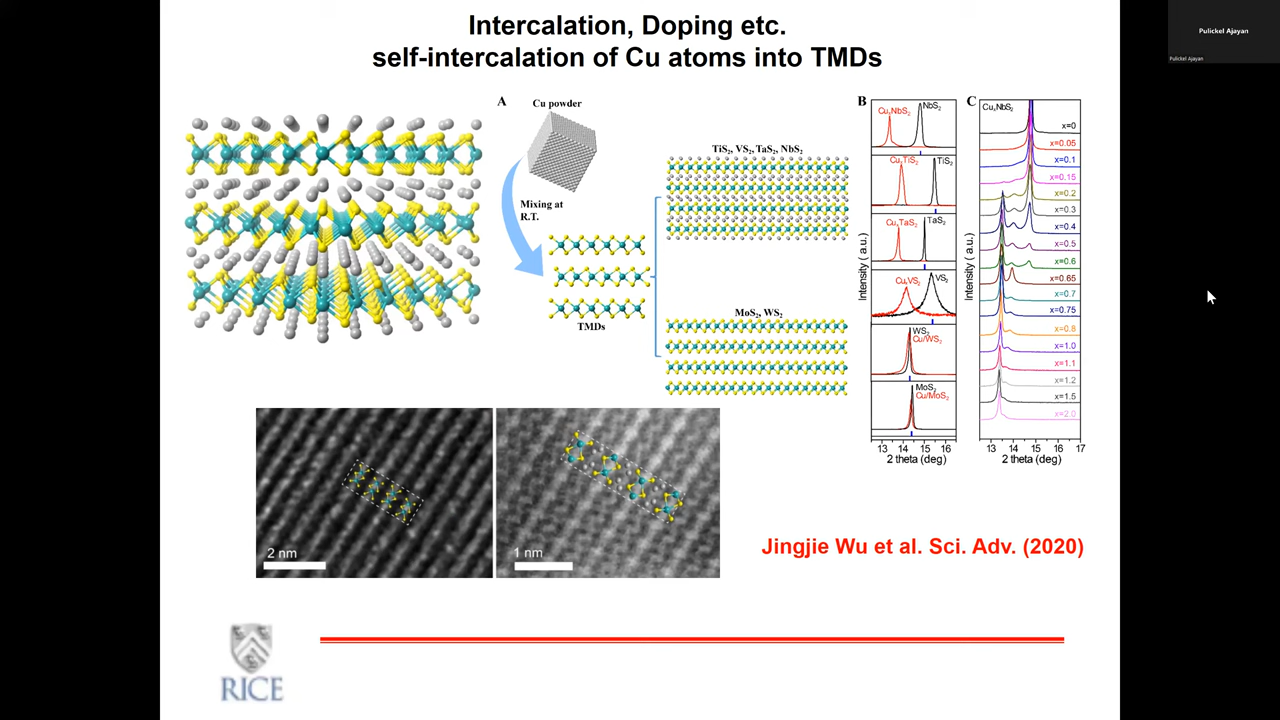 Intercalation, Doping etc.
self-intercalation of Cu atoms into TMDs
Pulickel Ajayan
Pulickel Ajayan
A
Cu powder
Mixing at
R.T.
TMDs
TiS₂, VS₂, TaS₂, NbS₂
MoS₂, WS₂
B
Intensity ( a.u.)
CuₓNbS₂
NbS₂
CuₓTiS₂
TiS₂
CuₓTaS₂
TaS₂
CuₓVS₂
VS₂
WS₂
Cu/WS₂
MoS₂
Cu/MoS₂
13 14 15 16
2 theta (deg)
C
Intensity ( a.u.)
CuₓNbS₂
x=0
x=0.05
x=0.1
x=0.15
x=0.2
x=0.3
x=0.4
x=0.5
x=0.6
x=0.65
x=0.7
x=0.75
x=0.8
x=1.0
x=1.1
x=1.2
x=1.5
x=2.0
13 14 15 16 17
2 theta (deg)
2 nm
1 nm
Jingjie Wu et al. Sci. Adv. (2020)
RICE